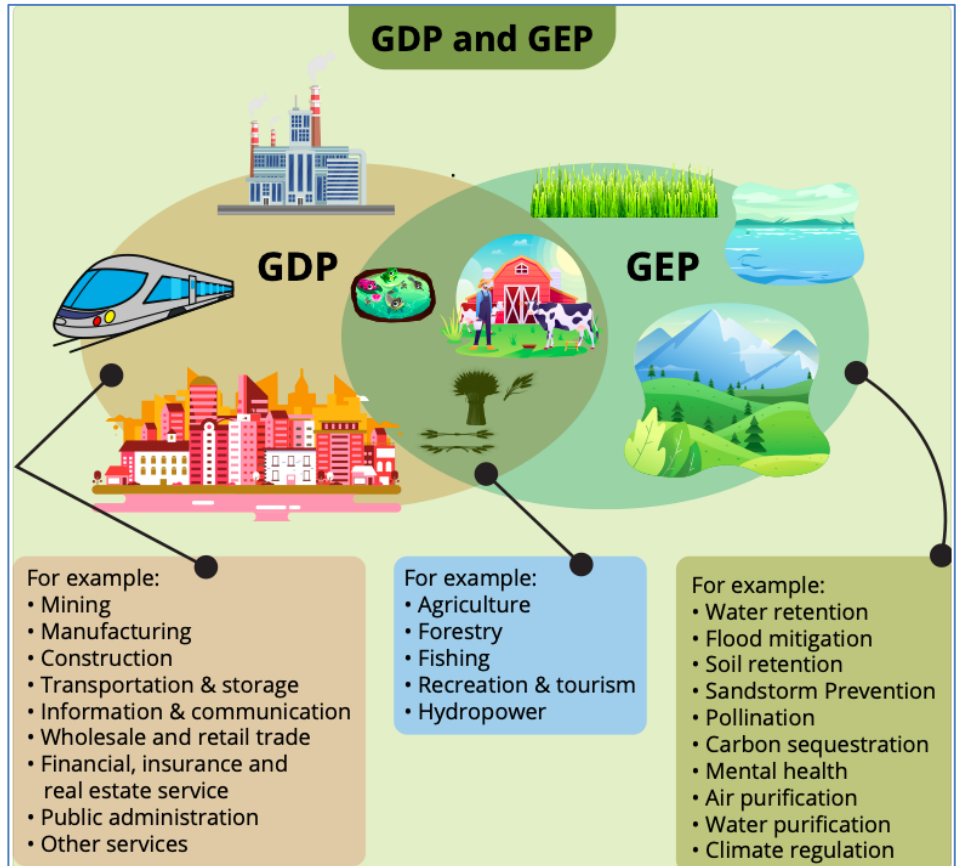 GDP and GEP
GDP
GEP
For example:
• Mining
• Manufacturing
• Construction
• Transportation & storage
• Information & communication
• Wholesale and retail trade
• Financial, insurance and
real estate service
• Public administration
• Other services
For example:
• Agriculture
• Forestry
• Fishing
• Recreation & tourism
• Hydropower
For example:
• Water retention
• Flood mitigation
• Soil retention
• Sandstorm Prevention
• Pollination
• Carbon sequestration
• Mental health
• Air purification
• Water purification
• Climate regulation